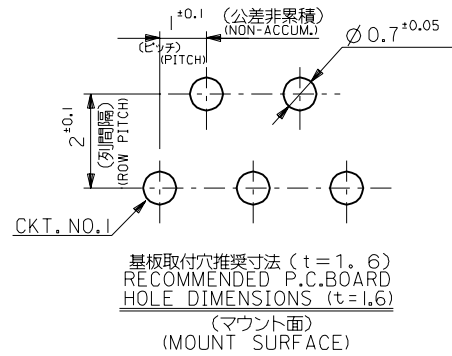 1±0.1 (公差非累積)
(NON-ACCUM.)
(ピッチ)
(PITCH)
Ø0.7±0.05
2±0.1
(列間隔)
(ROW PITCH)
CKT. NO.1
基板取付穴推奨寸法 (t=1.6)
RECOMMENDED P.C.BOARD
HOLE DIMENSIONS (t=1.6)
(マウント面)
(MOUNT SURFACE)